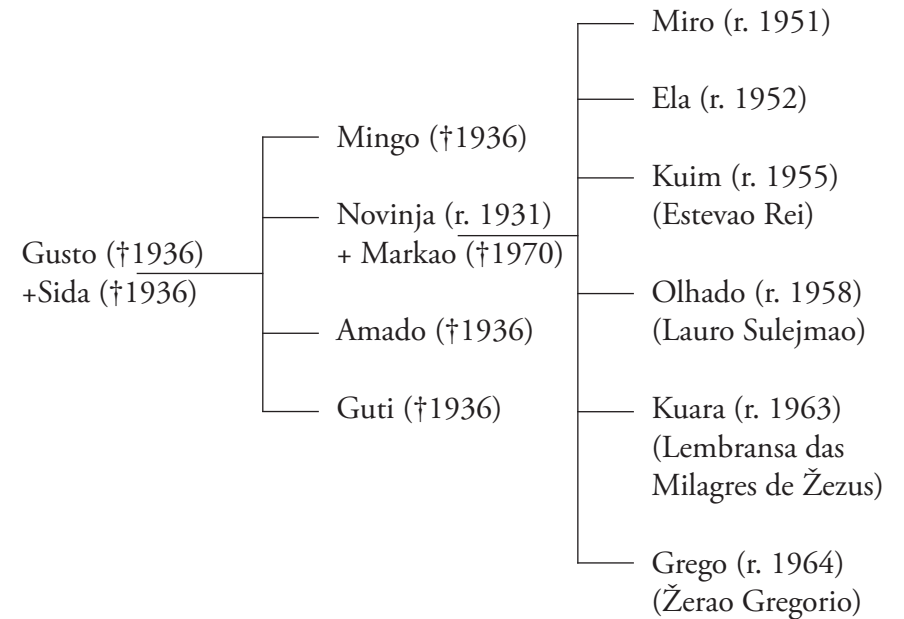 Gusto (†1936)
+Sida (†1936)
Mingo (†1936)
Novinja (r. 1931)
+ Markao (†1970)
Amado (†1936)
Guti (†1936)
Miro (r. 1951)
Ela (r. 1952)
Kuim (r. 1955)
(Estevao Rei)
Olhado (r. 1958)
(Lauro Sulejmao)
Kuara (r. 1963)
(Lembransa das
Milagres de Žezus)
Grego (r. 1964)
(Žerao Gregorio)